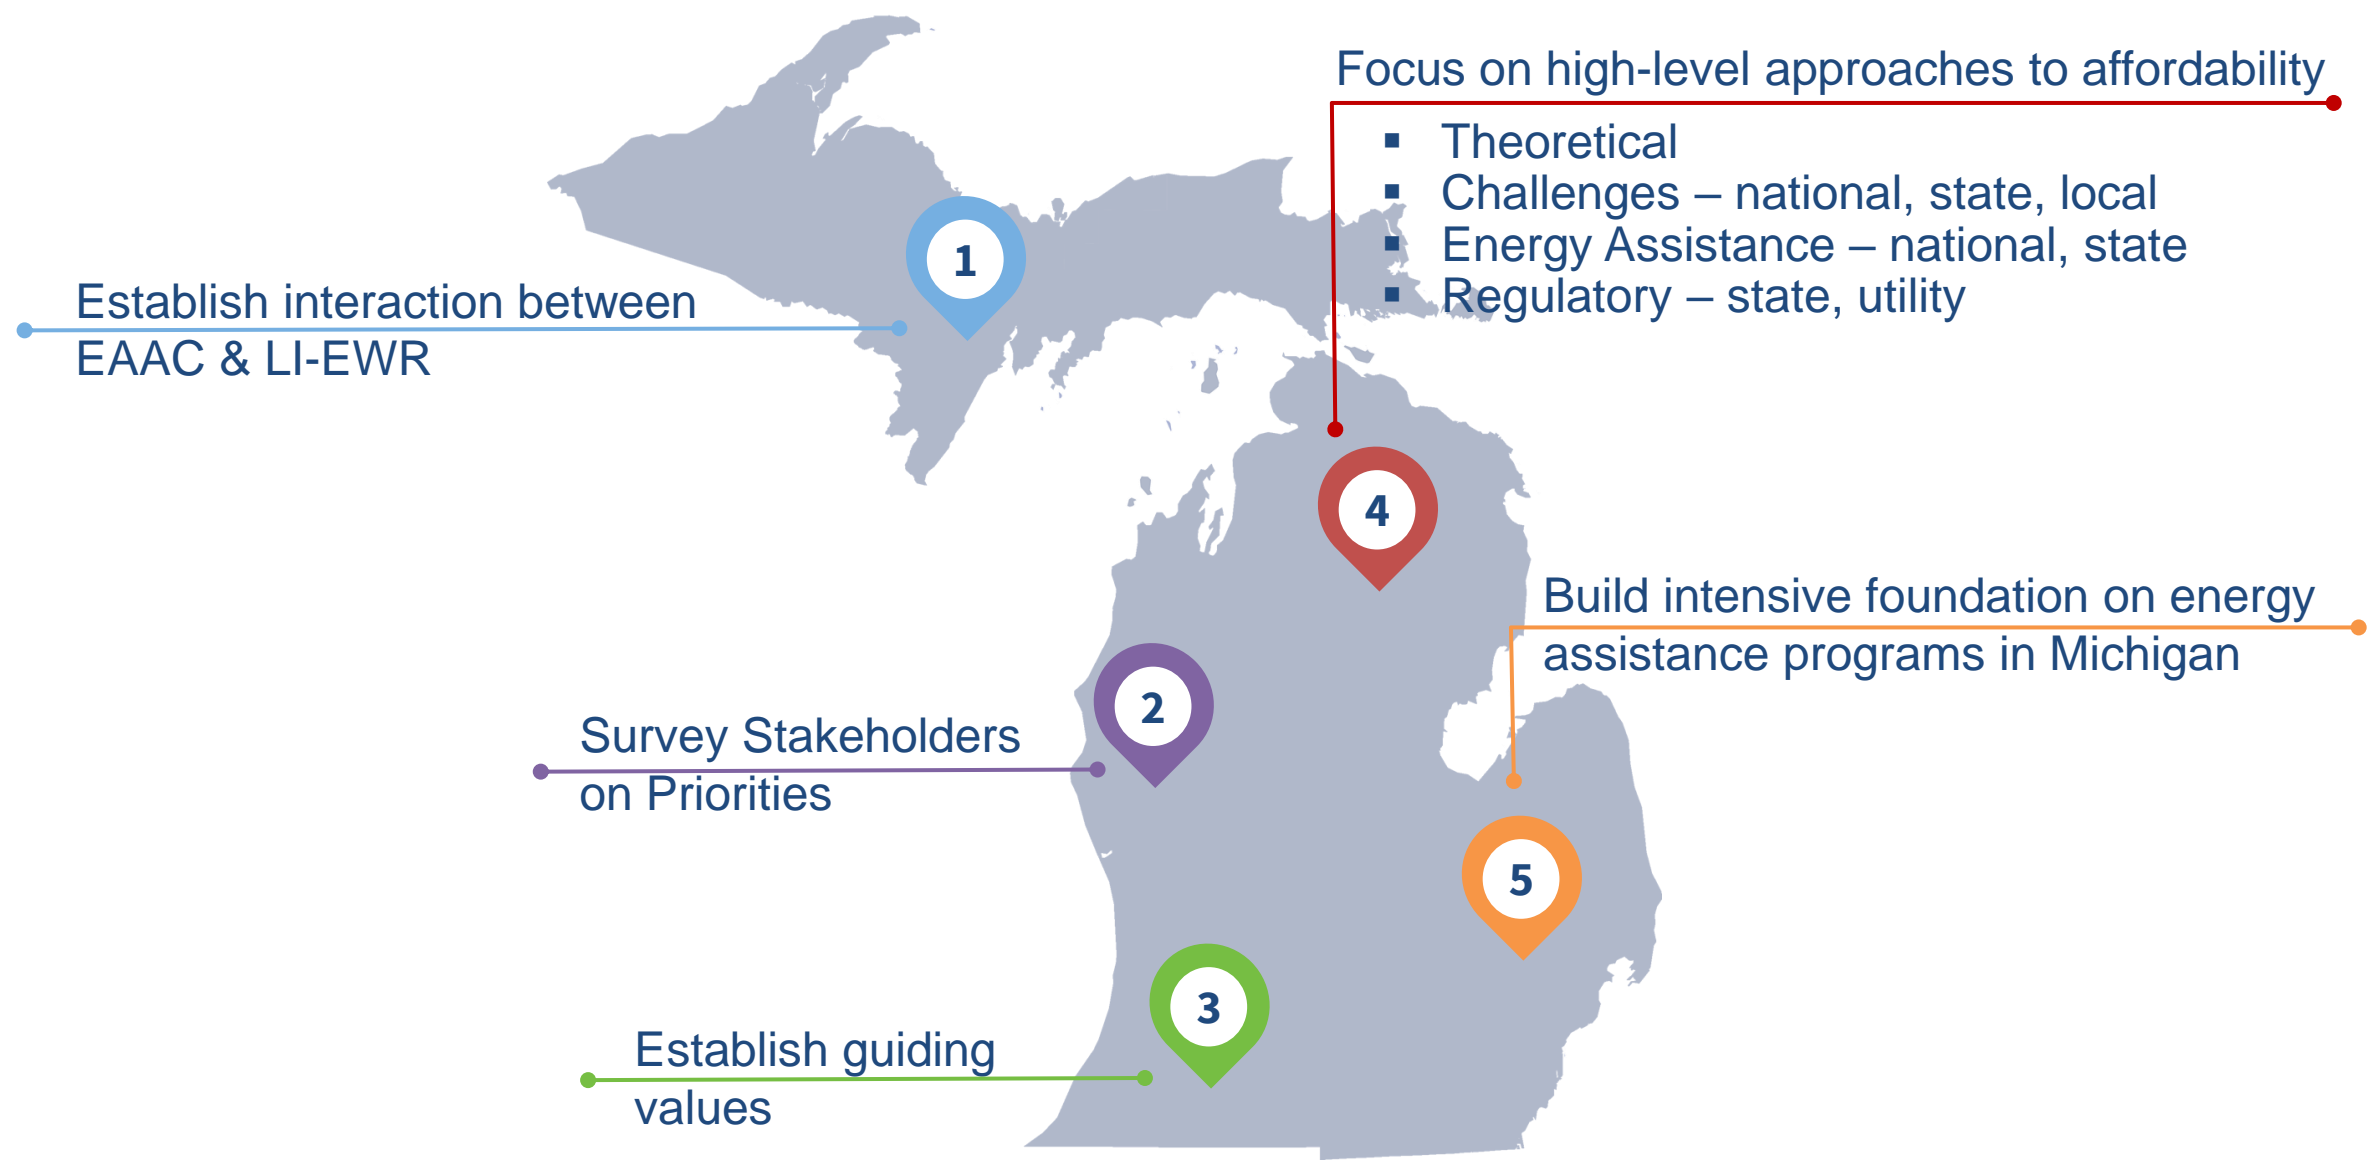 1
Establish interaction between
EAAC & LI-EWR
2
Survey Stakeholders
on Priorities
3
Establish guiding
values
4
Focus on high-level approaches to affordability
▪ Theoretical
▪ Challenges – national, state, local
▪ Energy Assistance – national, state
▪ Regulatory – state, utility
5
Build intensive foundation on energy
assistance programs in Michigan